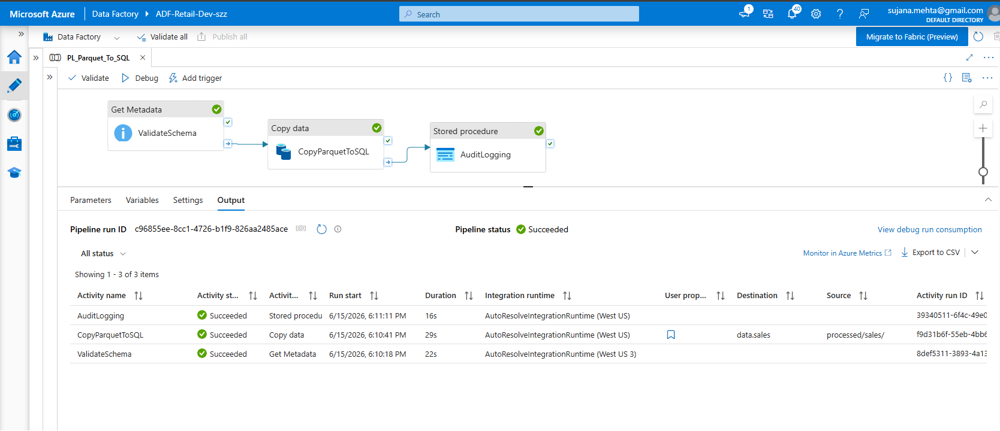 Microsoft Azure Data Factory ADF-Retail-Dev-szz Search 1 40 ? sujana.mehta@gmail.com
DEFAULT DIRECTORY
Data Factory Validate all Publish all Migrate to Fabric (Preview)
PL_Parquet_To_SQL
Validate Debug Add trigger {}
Get Metadata
ValidateSchema
Copy data
CopyParquetToSQL
Stored procedure
AuditLogging
Parameters Variables Settings Output
Pipeline run ID c96855ee-8cc1-4726-b1f9-826aa2485ace [@] Pipeline status Succeeded View debug run consumption
All status Monitor in Azure Metrics Export to CSV
Showing 1 - 3 of 3 items
Activity name Activity st... Activit... Run start Duration Integration runtime User prop... Destination Source Activity run ID
AuditLogging Succeeded Stored procedu 6/15/2026, 6:11:11 PM 16s AutoResolveIntegrationRuntime (West US) 39340511-6f4c-49e0
CopyParquetToSQL Succeeded Copy data 6/15/2026, 6:10:41 PM 29s AutoResolveIntegrationRuntime (West US) data.sales processed/sales/ f9d31b6f-55eb-4bb6
ValidateSchema Succeeded Get Metadata 6/15/2026, 6:10:18 PM 22s AutoResolveIntegrationRuntime (West US 3) 8def5311-3893-4a13